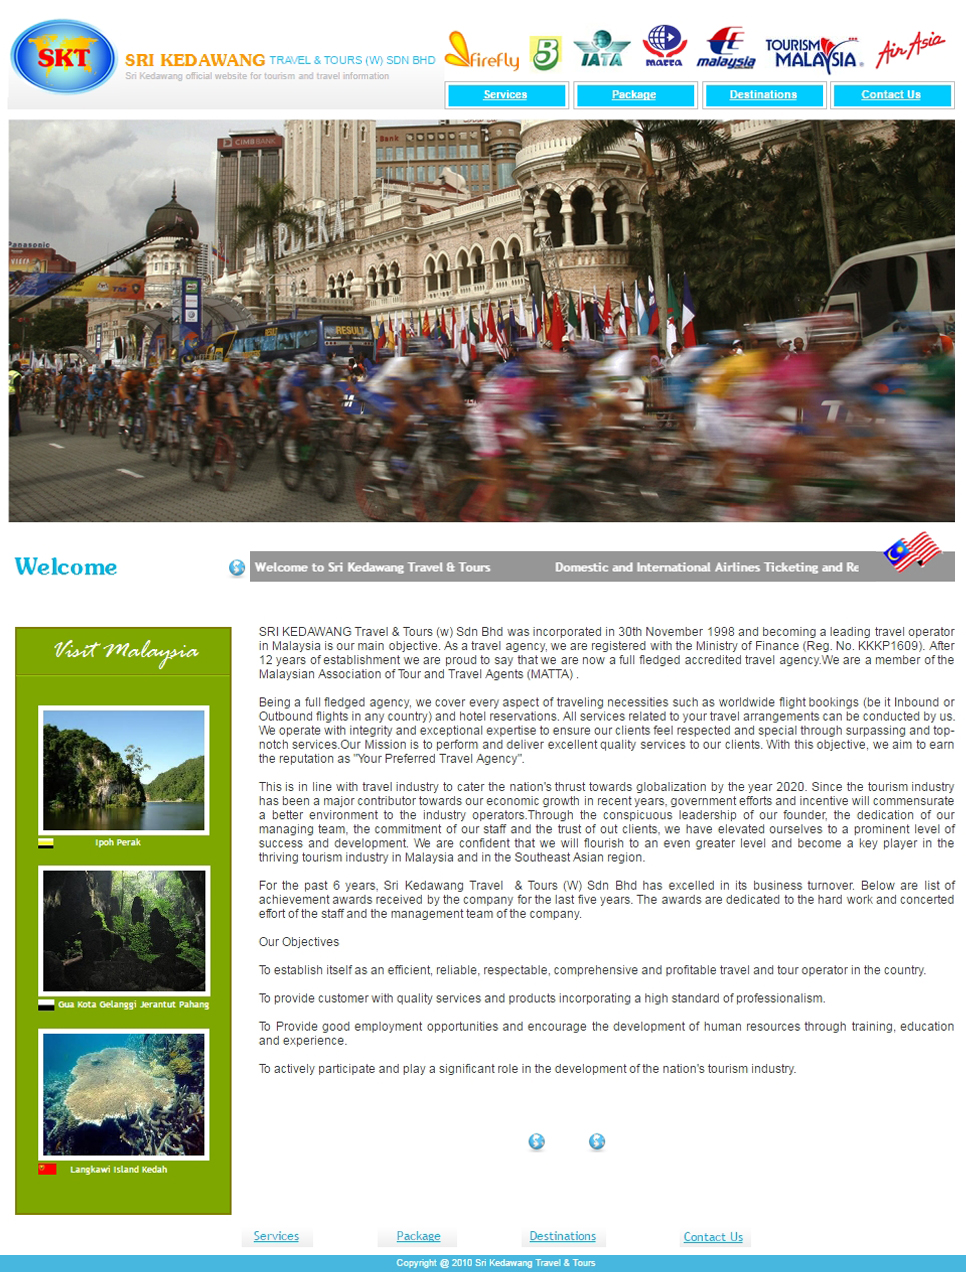 SKT
SRI KEDAWANG TRAVEL & TOURS (W) SDN BHD
Sri Kedawang official website for tourism and travel information
firefly
B
IATA
MATTA
malaysia
TOURISM
MALAYSIA
Air Asia
Services
Package
Destinations
Contact Us
CIMB BANK
Bank
MERDEKA
Panasonic
TM
RESULT
RESULT
Welcome
Welcome to Sri Kedawang Travel & Tours
Domestic and International Airlines Ticketing and Re
Visit Malaysia
Ipoh Perak
Gua Kota Gelanggi Jerantut Pahang
Langkawi Island Kedah
SRI KEDAWANG Travel & Tours (w) Sdn Bhd was incorporated in 30th November 1998 and becoming a leading travel operator
in Malaysia is our main objective. As a travel agency, we are registered with the Ministry of Finance (Reg. No. KKKP1609). After
12 years of establishment we are proud to say that we are now a full fledged accredited travel agency.We are a member of the
Malaysian Association of Tour and Travel Agents (MATTA) .
Being a full fledged agency, we cover every aspect of traveling necessities such as worldwide flight bookings (be it Inbound or
Outbound flights in any country) and hotel reservations. All services related to your travel arrangements can be conducted by us.
We operate with integrity and exceptional expertise to ensure our clients feel respected and special through surpassing and top-
notch services.Our Mission is to perform and deliver excellent quality services to our clients. With this objective, we aim to earn
the reputation as "Your Preferred Travel Agency".
This is in line with travel industry to cater the nation's thrust towards globalization by the year 2020. Since the tourism industry
has been a major contributor towards our economic growth in recent years, government efforts and incentive will commensurate
a better environment to the industry operators.Through the conspicuous leadership of our founder, the dedication of our
managing team, the commitment of our staff and the trust of out clients, we have elevated ourselves to a prominent level of
success and development. We are confident that we will flourish to an even greater level and become a key player in the
thriving tourism industry in Malaysia and in the Southeast Asian region.
For the past 6 years, Sri Kedawang Travel & Tours (W) Sdn Bhd has excelled in its business turnover. Below are list of
achievement awards received by the company for the last five years. The awards are dedicated to the hard work and concerted
effort of the staff and the management team of the company.
Our Objectives
To establish itself as an efficient, reliable, respectable, comprehensive and profitable travel and tour operator in the country.
To provide customer with quality services and products incorporating a high standard of professionalism.
To Provide good employment opportunities and encourage the development of human resources through training, education
and experience.
To actively participate and play a significant role in the development of the nation's tourism industry.
Services
Package
Destinations
Contact Us
Copyright @ 2010 Sri Kedawang Travel & Tours